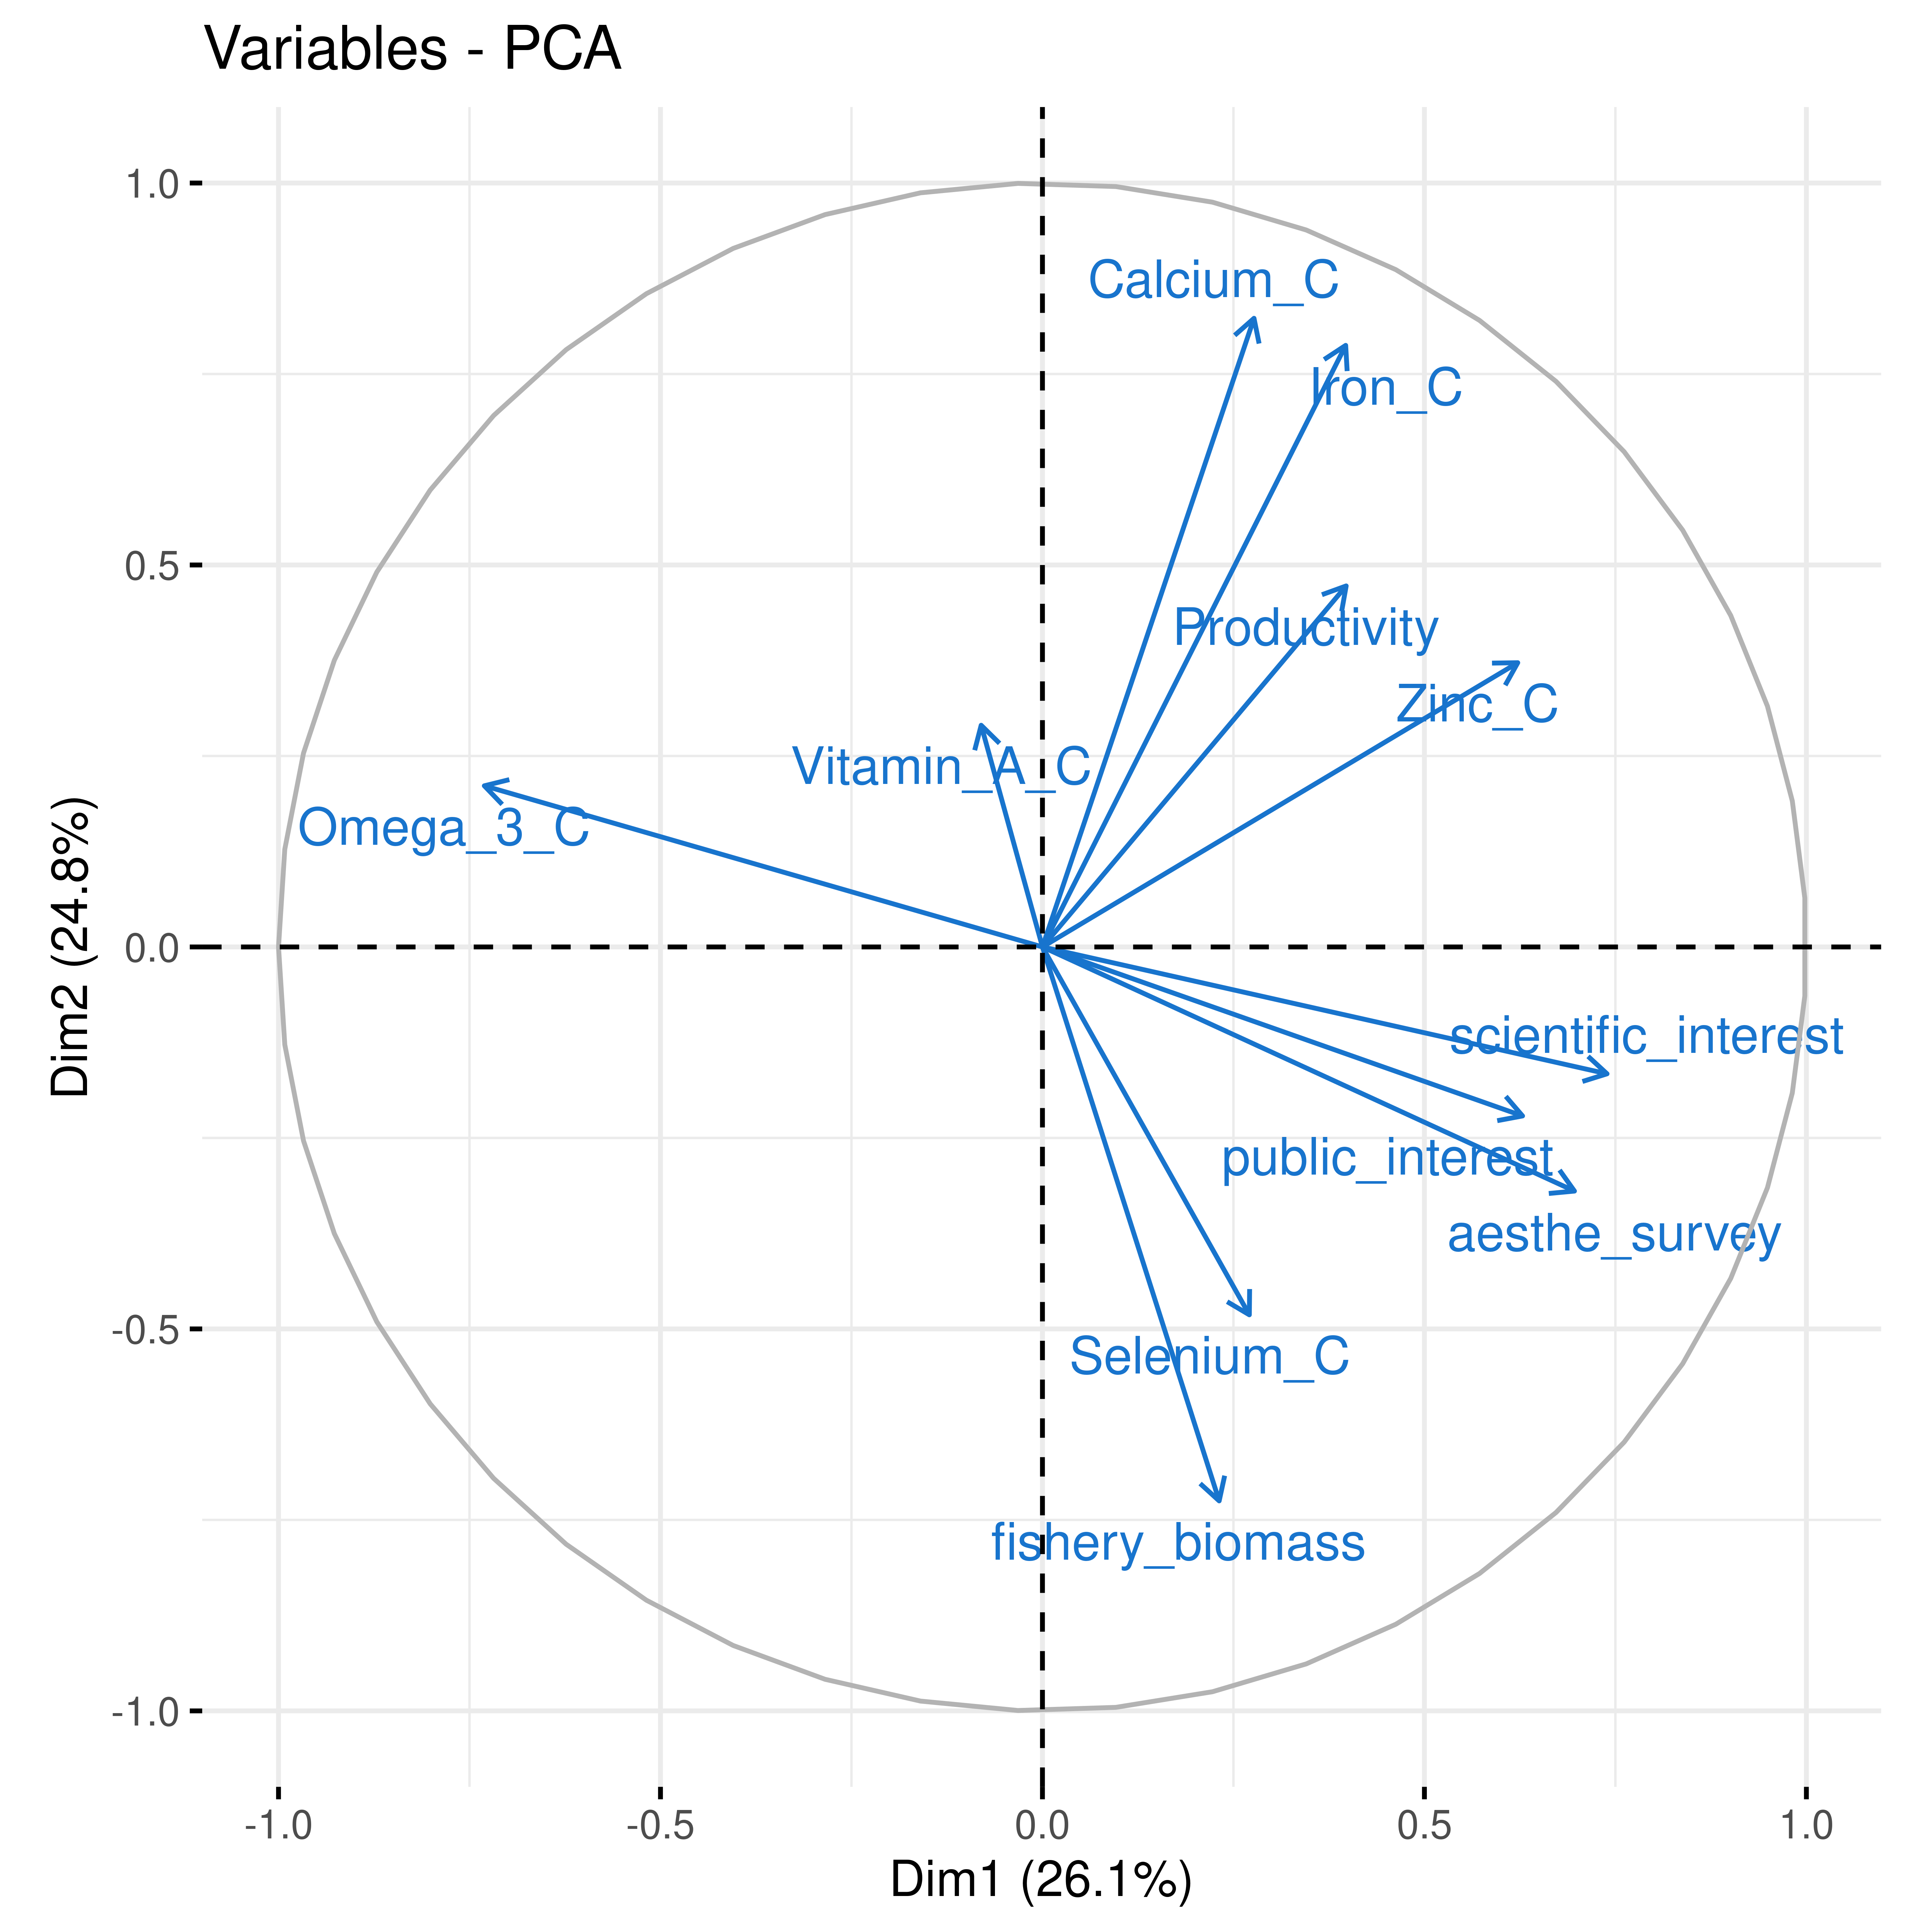 Variables - PCA
1.0
Calcium_C
Iron_C
0.5
Productivity
Zinc_C
Vitamin_A_C
Omega_3_C
Dim2 (24.8%)
0.0
scientific_interest
public_interest
aesthe_survey
-0.5
Selenium_C
fishery_biomass
-1.0
-1.0 -0.5 0.0 0.5 1.0
Dim1 (26.1%)